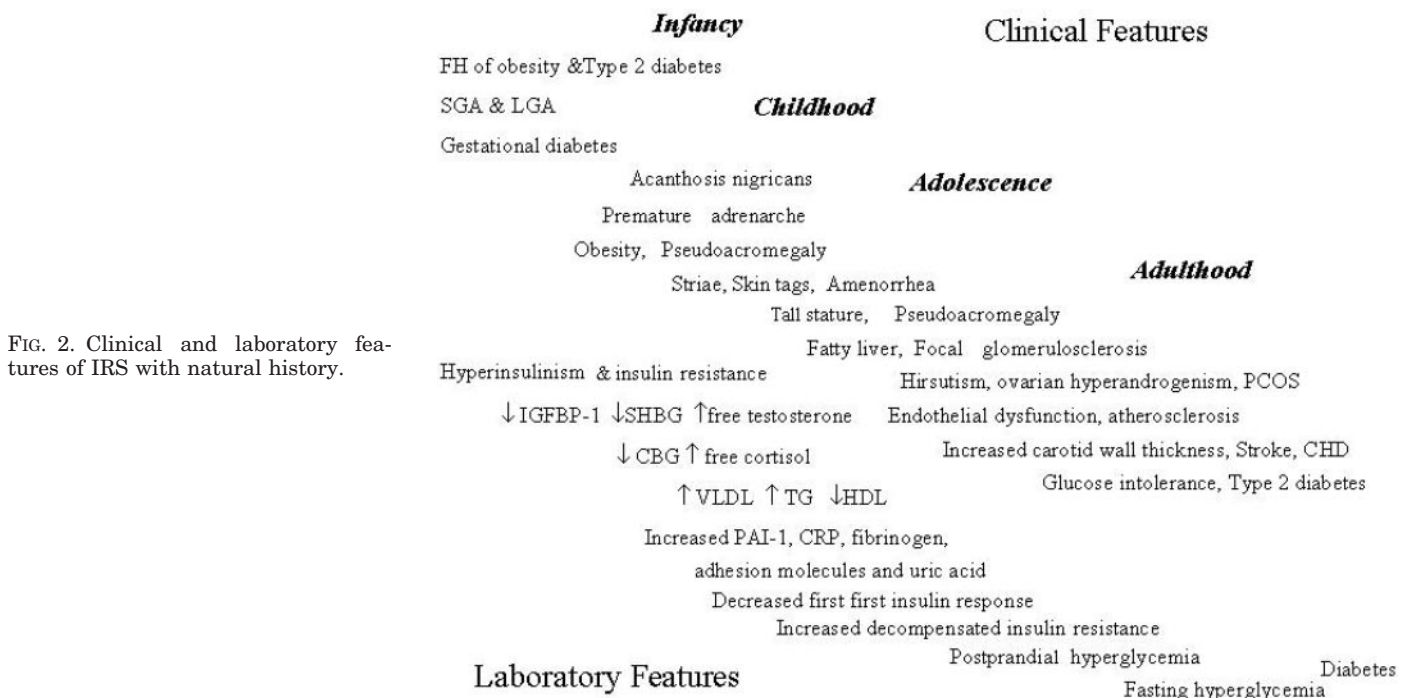 Infancy
Clinical Features
FH of obesity &Type 2 diabetes
SGA & LGA
Childhood
Gestational diabetes
Acanthosis nigricans
Adolescence
Premature adrenarche
Obesity, Pseudoacromegaly
Adulthood
Striae, Skin tags, Amenorrhea
Tall stature, Pseudoacromegaly
FIG. 2. Clinical and laboratory fea-
tures of IRS with natural history.
Fatty liver, Focal glomerulosclerosis
Hyperinsulinism & insulin resistance
Hirsutism, ovarian hyperandrogenism, PCOS
↓IGFBP-1 ↓SHBG ↑free testosterone
Endothelial dysfunction, atherosclerosis
↓CBG↑ free cortisol
Increased carotid wall thickness, Stroke, CHD
Glucose intolerance, Type 2 diabetes
↑VLDL ↑TG ↓HDL
Increased PAI-1, CRP, fibrinogen,
adhesion molecules and uric acid
Decreased first first insulin response
Increased decompensated insulin resistance
Postprandial hyperglycemia
Laboratory Features
Diabetes
Fasting hyperglycemia